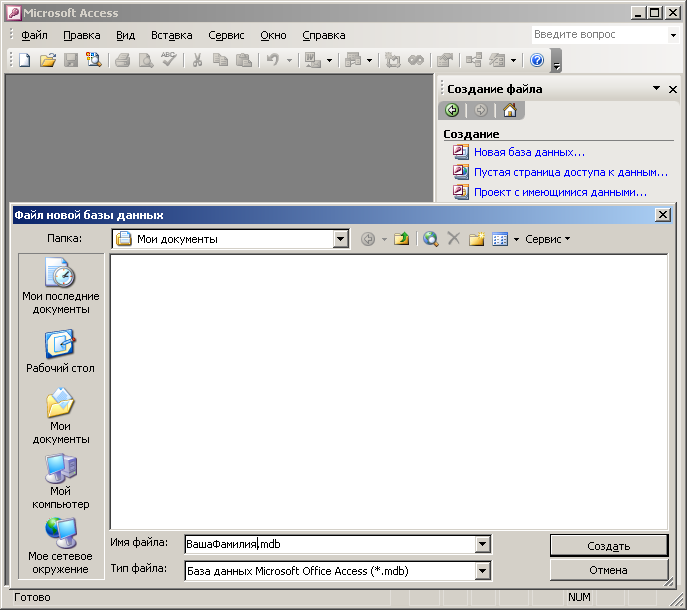 Microsoft Access
Файл Правка Вид Вставка Сервис Окно Справка Введите вопрос
Создание файла
Создание
Новая база данных...
Пустая страница доступа к данным...
Проект с имеющимися данными...
Файл новой базы данных
Папка: Мои документы Сервис
Мои последние
документы
Рабочий стол
Мои
документы
Мой
компьютер
Мое сетевое
окружение
Имя файла: ВашаФамилия.mdb Создать
Тип файла: База данных Microsoft Office Access (*.mdb) Отмена
Готово NUM